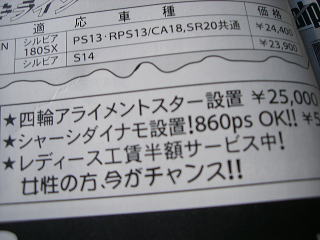 適応車種 価格
N シルビア 180SX PS13・RPS13/CA18,SR20共通 ¥24,400
シルビア S14 ¥23,900
★四輪アライメントスター設置 ¥25,000
★シャーシダイナモ設置!860ps OK!! ¥5
★レディース工賃半額サービス中!
女性の方、今がチャンス!!